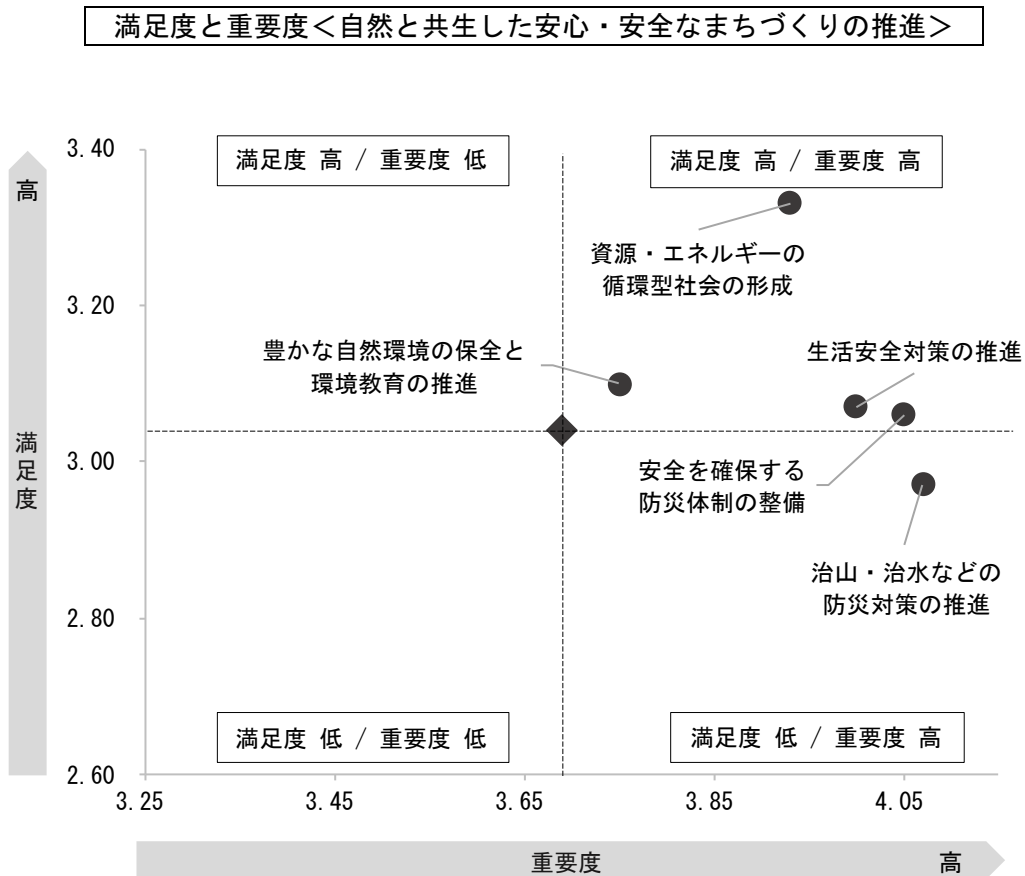 満足度と重要度＜自然と共生した安心・安全なまちづくりの推進＞
3.40
満足度 高 / 重要度 低
満足度 高 / 重要度 高
高
資源・エネルギーの
循環型社会の形成
3.20
豊かな自然環境の保全と
環境教育の推進
生活安全対策の推進
満足度
3.00
安全を確保する
防災体制の整備
治山・治水などの
防災対策の推進
2.80
満足度 低 / 重要度 低
満足度 低 / 重要度 高
2.60
3.25
3.45
3.65
3.85
4.05
重要度
高